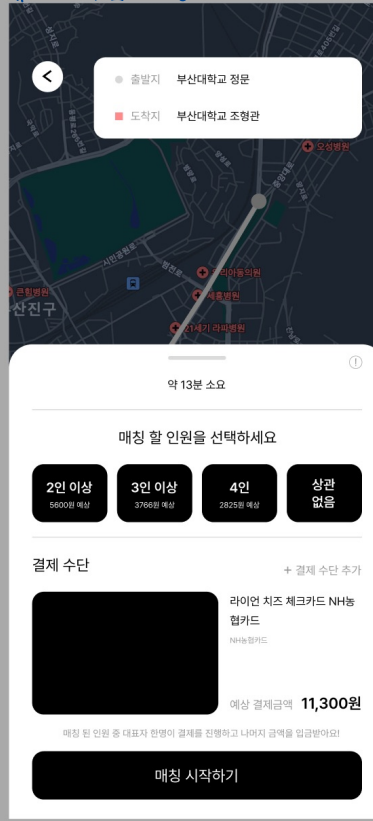 출발지 부산대학교 정문
도착지 부산대학교 조형관
오성병원
중앙대로
시민공원로
큰힘병원
산진구
세흥병원
21세기 라파병원
약 13분 소요
매칭 할 인원을 선택하세요
2인 이상
5600원 예상
3인 이상
3766원 예상
4인
2825원 예상
상관
없음
결제 수단
+ 결제 수단 추가
라이언 치즈 체크카드 NH농
협카드
NH농협카드
예상 결제금액 11,300원
매칭 된 인원 중 대표자 한명이 결제를 진행하고 나머지 금액을 입금받아요!
매칭 시작하기